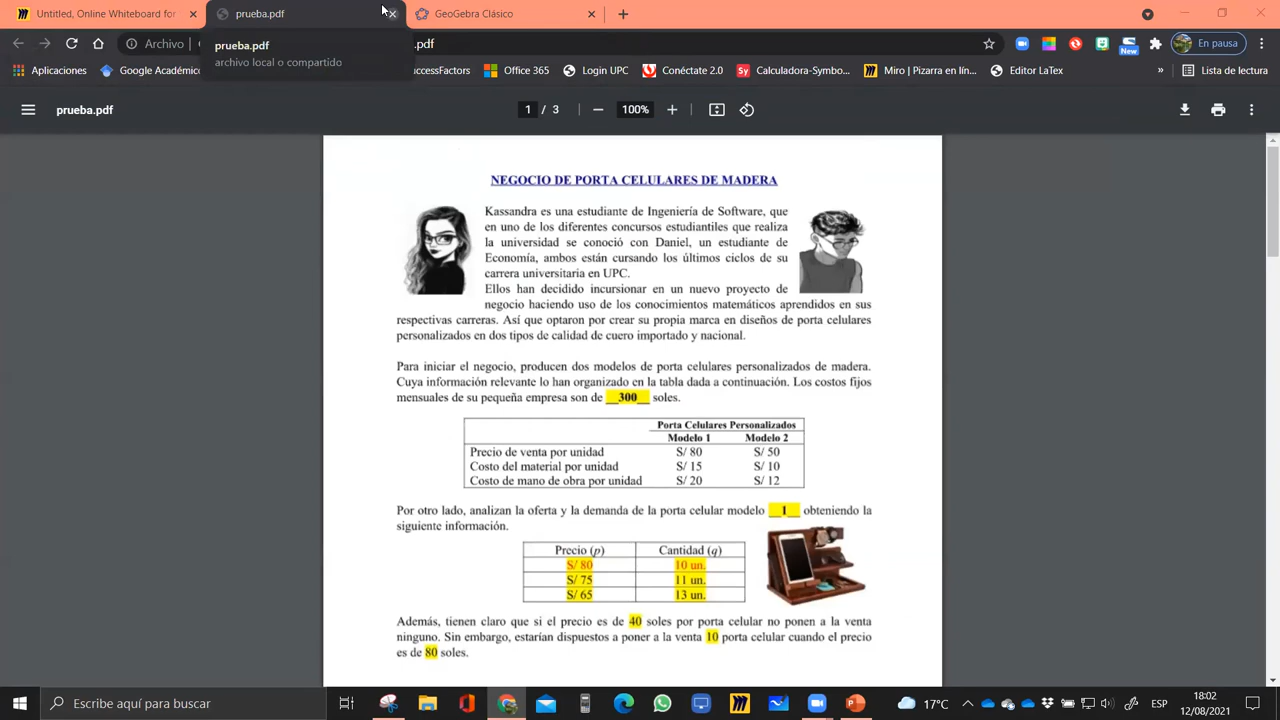 Untitled, Online Whiteboard for
prueba.pdf
GeoGebra Clásico
Archivo
.pdf
En pausa
prueba.pdf
archivo local o compartido
Aplicaciones
Google Académic
uccessFactors
Office 365
Login UPC
Conéctate 2.0
Calculadora-Symbo...
Miro | Pizarra en lín...
Editor LaTex
»
Lista de lectura
New
prueba.pdf
1 / 3
100%
NEGOCIO DE PORTA CELULARES DE MADERA
Kassandra es una estudiante de Ingeniería de Software, que
en uno de los diferentes concursos estudiantiles que realiza
la universidad se conoció con Daniel, un estudiante de
Economía, ambos están cursando los últimos ciclos de su
carrera universitaria en UPC.
Ellos han decidido incursionar en un nuevo proyecto de
negocio haciendo uso de los conocimientos matemáticos aprendidos en sus
respectivas carreras. Así que optaron por crear su propia marca en diseños de porta celulares
personalizados en dos tipos de calidad de cuero importado y nacional.
Para iniciar el negocio, producen dos modelos de porta celulares personalizados de madera.
Cuya información relevante lo han organizado en la tabla dada a continuación. Los costos fijos
mensuales de su pequeña empresa son de __300__ soles.
Porta Celulares Personalizados
Modelo 1 Modelo 2
Precio de venta por unidad S/ 80 S/ 50
Costo del material por unidad S/ 15 S/ 10
Costo de mano de obra por unidad S/ 20 S/ 12
Por otro lado, analizan la oferta y la demanda de la porta celular modelo __1__ obteniendo la
siguiente información.
Precio (p) Cantidad (q)
S/ 80 10 un.
S/ 75 11 un.
S/ 65 13 un.
Además, tienen claro que si el precio es de 40 soles por porta celular no ponen a la venta
ninguno. Sin embargo, estarían dispuestos a poner a la venta 10 porta celular cuando el precio
es de 80 soles.
Escribe aquí para buscar
17°C
ESP
18:02
12/08/2021